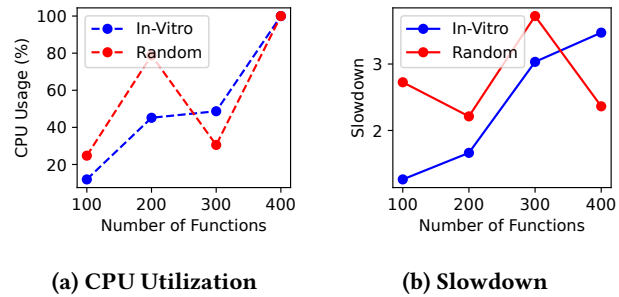 In-Vitro
Random
CPU Usage (%)
100
80
60
40
20
100
200
300
400
Number of Functions
(a) CPU Utilization
In-Vitro
Random
Slowdown
3
2
100
200
300
400
Number of Functions
(b) Slowdown